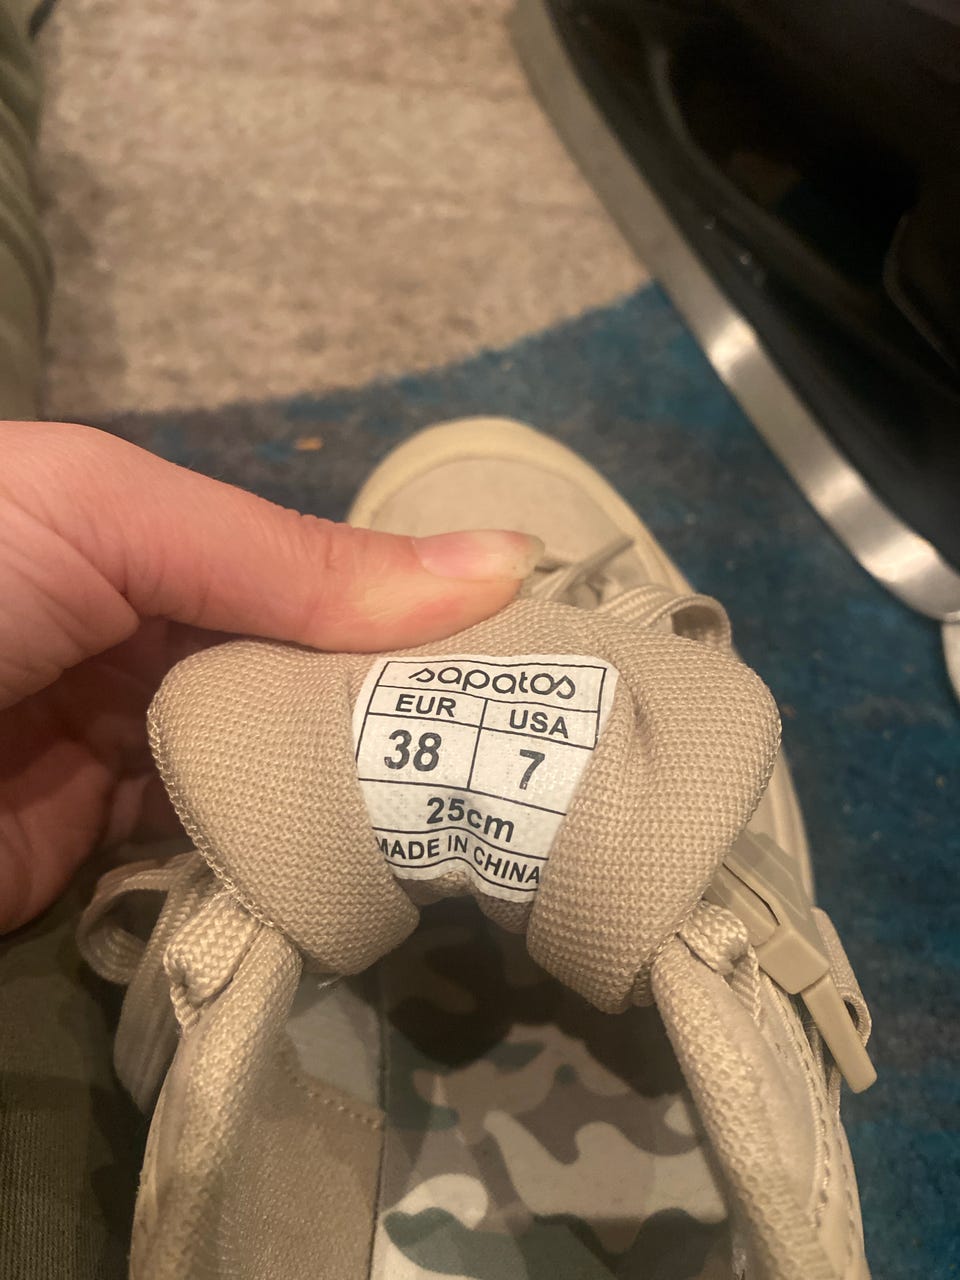 sapatos
EUR USA
38 7
25cm
MADE IN CHINA